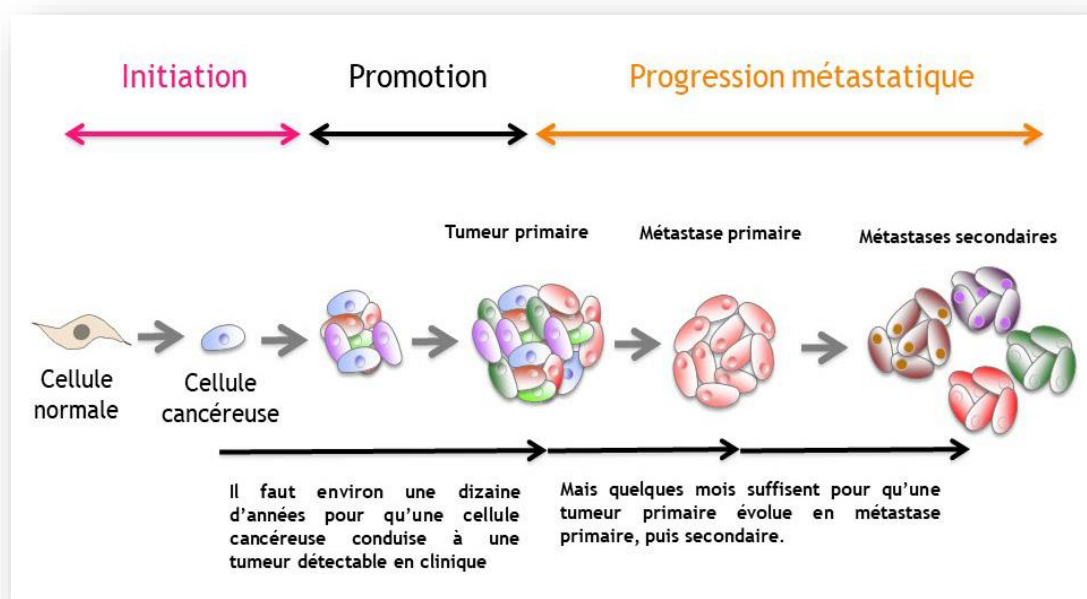 Initiation
Promotion
Progression métastatique
Tumeur primaire
Métastase primaire
Métastases secondaires
Cellule
normale
Cellule
cancéreuse
Il faut environ une dizaine
d'années pour qu'une cellule
cancéreuse conduise à une
tumeur détectable en clinique
Mais quelques mois suffisent pour qu'une
tumeur primaire évolue en métastase
primaire, puis secondaire.